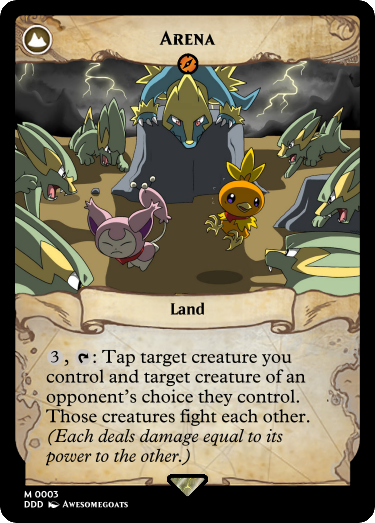 Arena
Land
3, : Tap target creature you
control and target creature of an
opponent's choice they control.
Those creatures fight each other.
(Each deals damage equal to its
power to the other.)
M 0003
DDD Awesomegoats